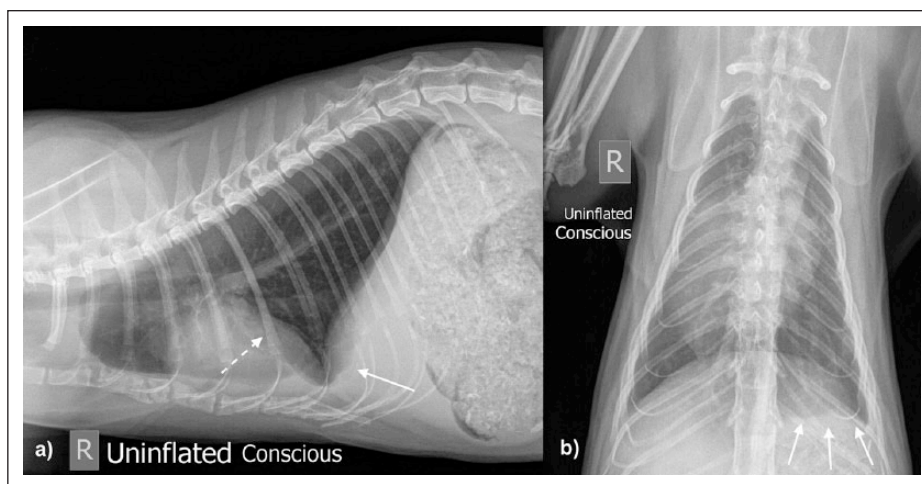 a) R Uninflated Conscious
R
Uninflated
Conscious
b)